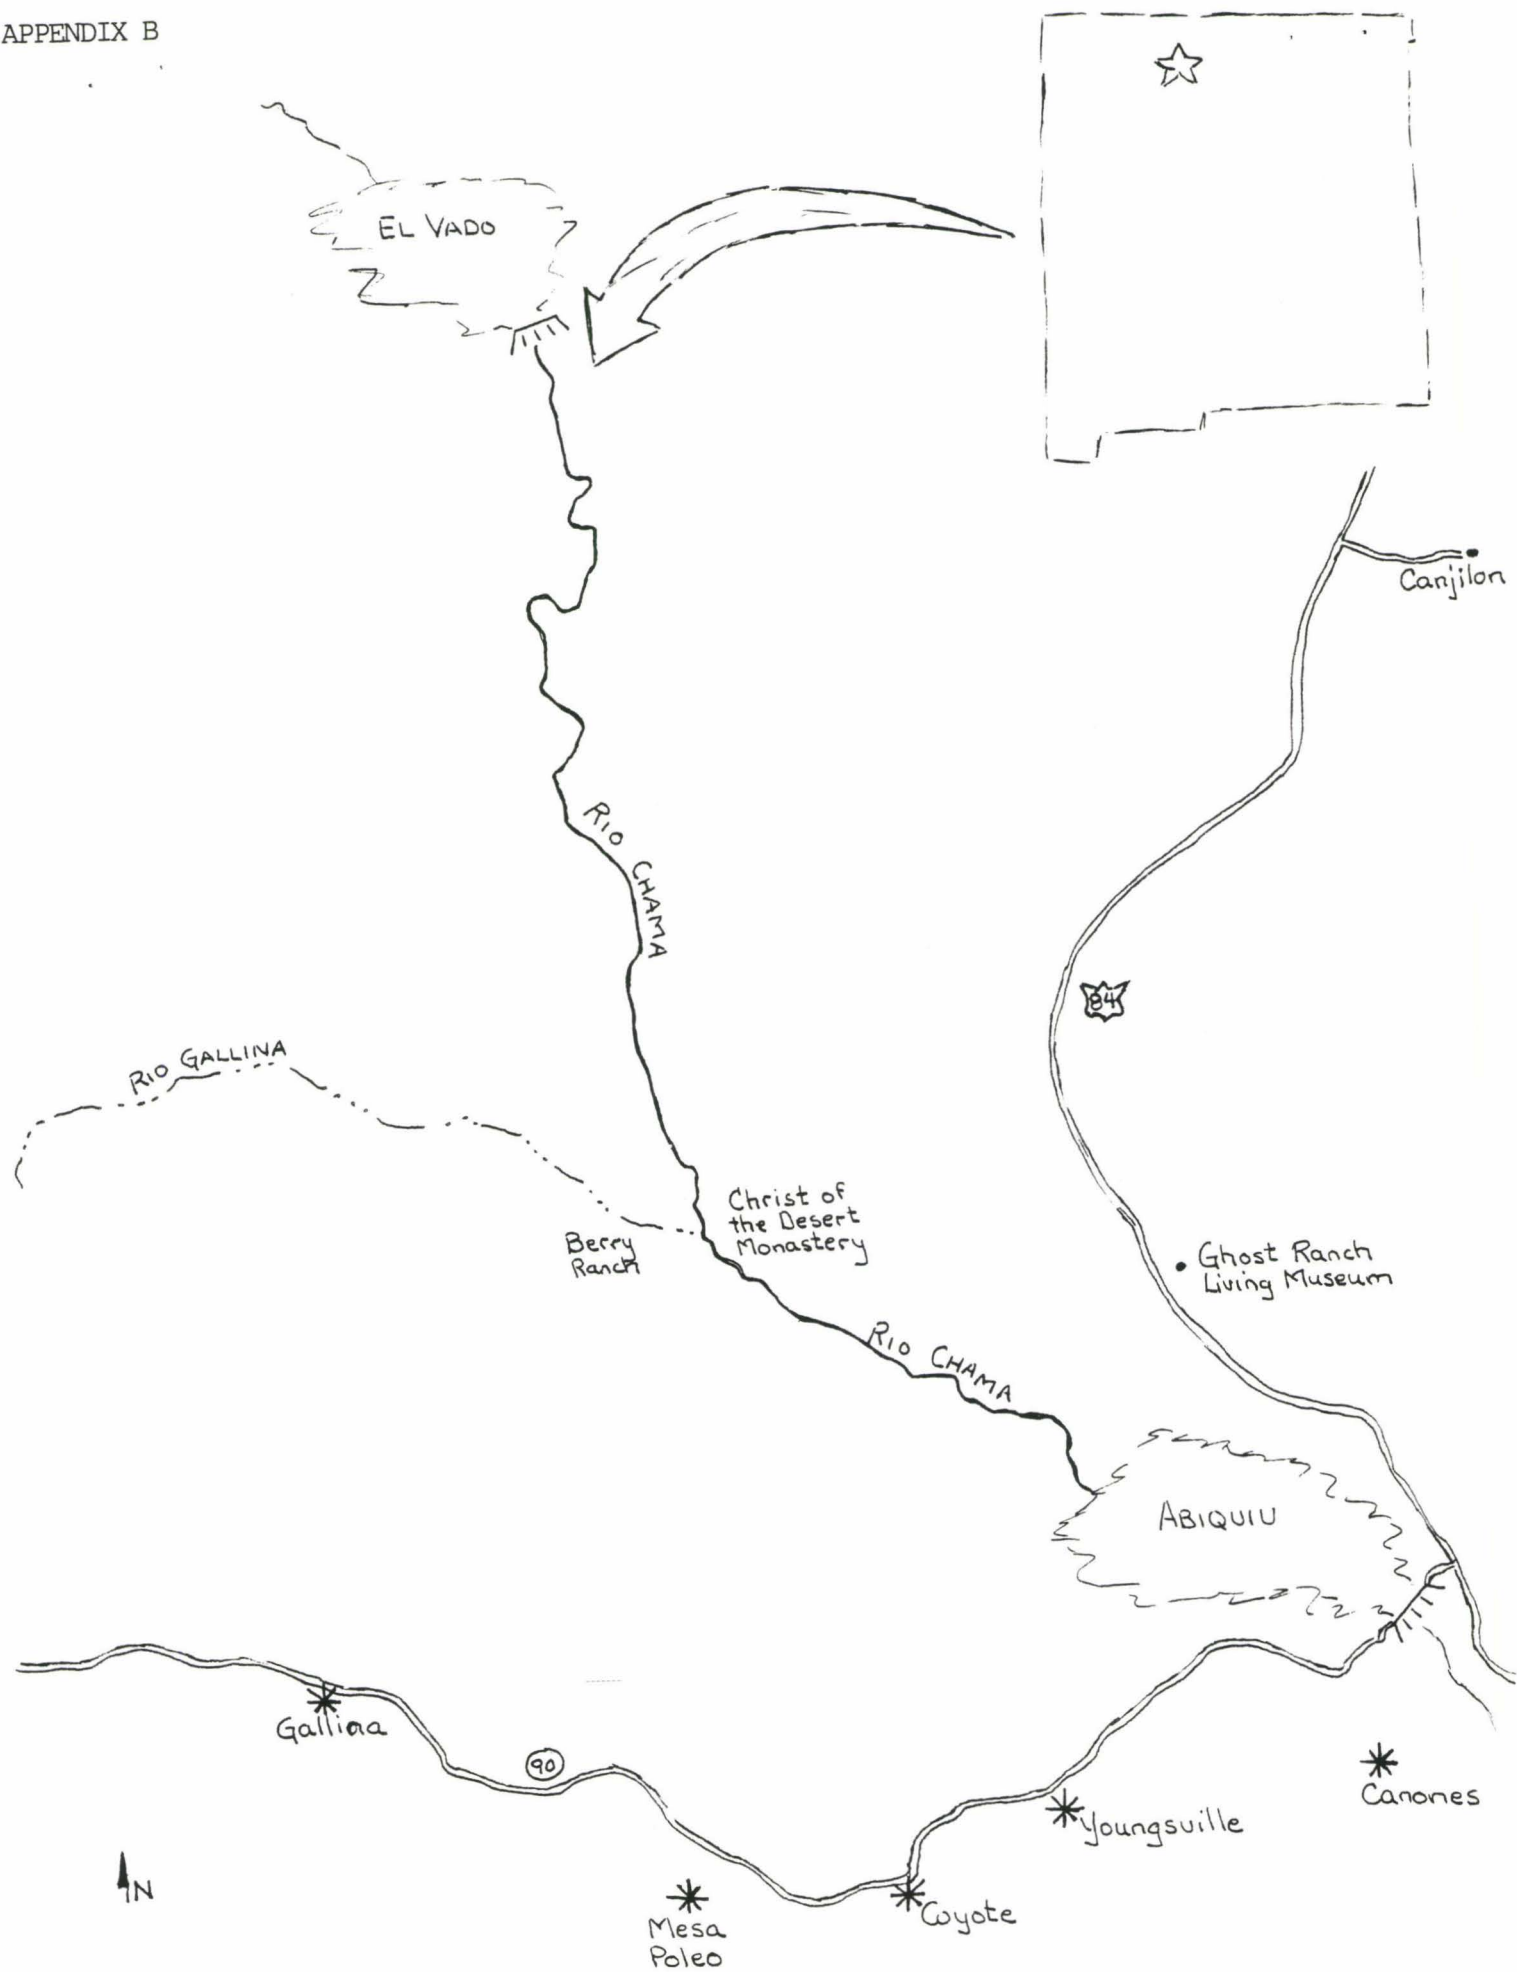 APPENDIX B
EL VADO
Canjilon
RIO CHAMA
84
RIO GALLINA
Christ of
the Desert
Monastery
Berry
Ranch
Ghost Ranch
Living Museum
RIO CHAMA
ABIQUIU
Gallina
90
Canones
Youngsville
N
Coyote
Mesa
Poleo